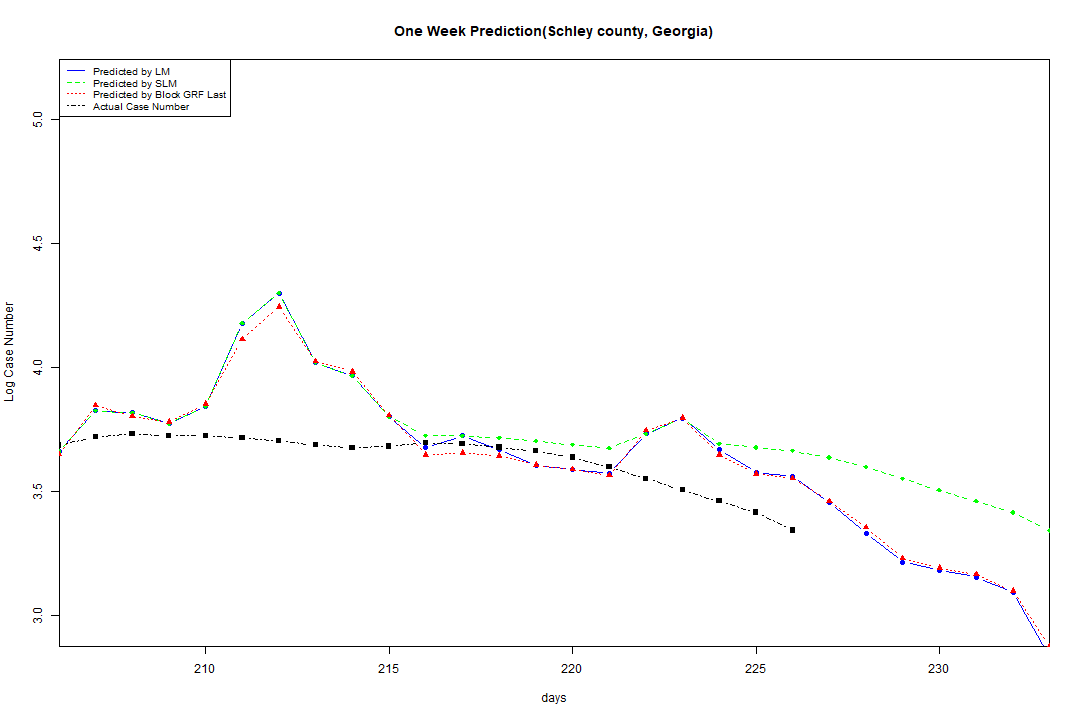 One Week Prediction(Schley county, Georgia)
Predicted by LM
Predicted by SLM
Predicted by Block GRF Last
Actual Case Number
5.0
4.5
4.0
3.5
3.0
Log Case Number
210 215 220 225 230
days